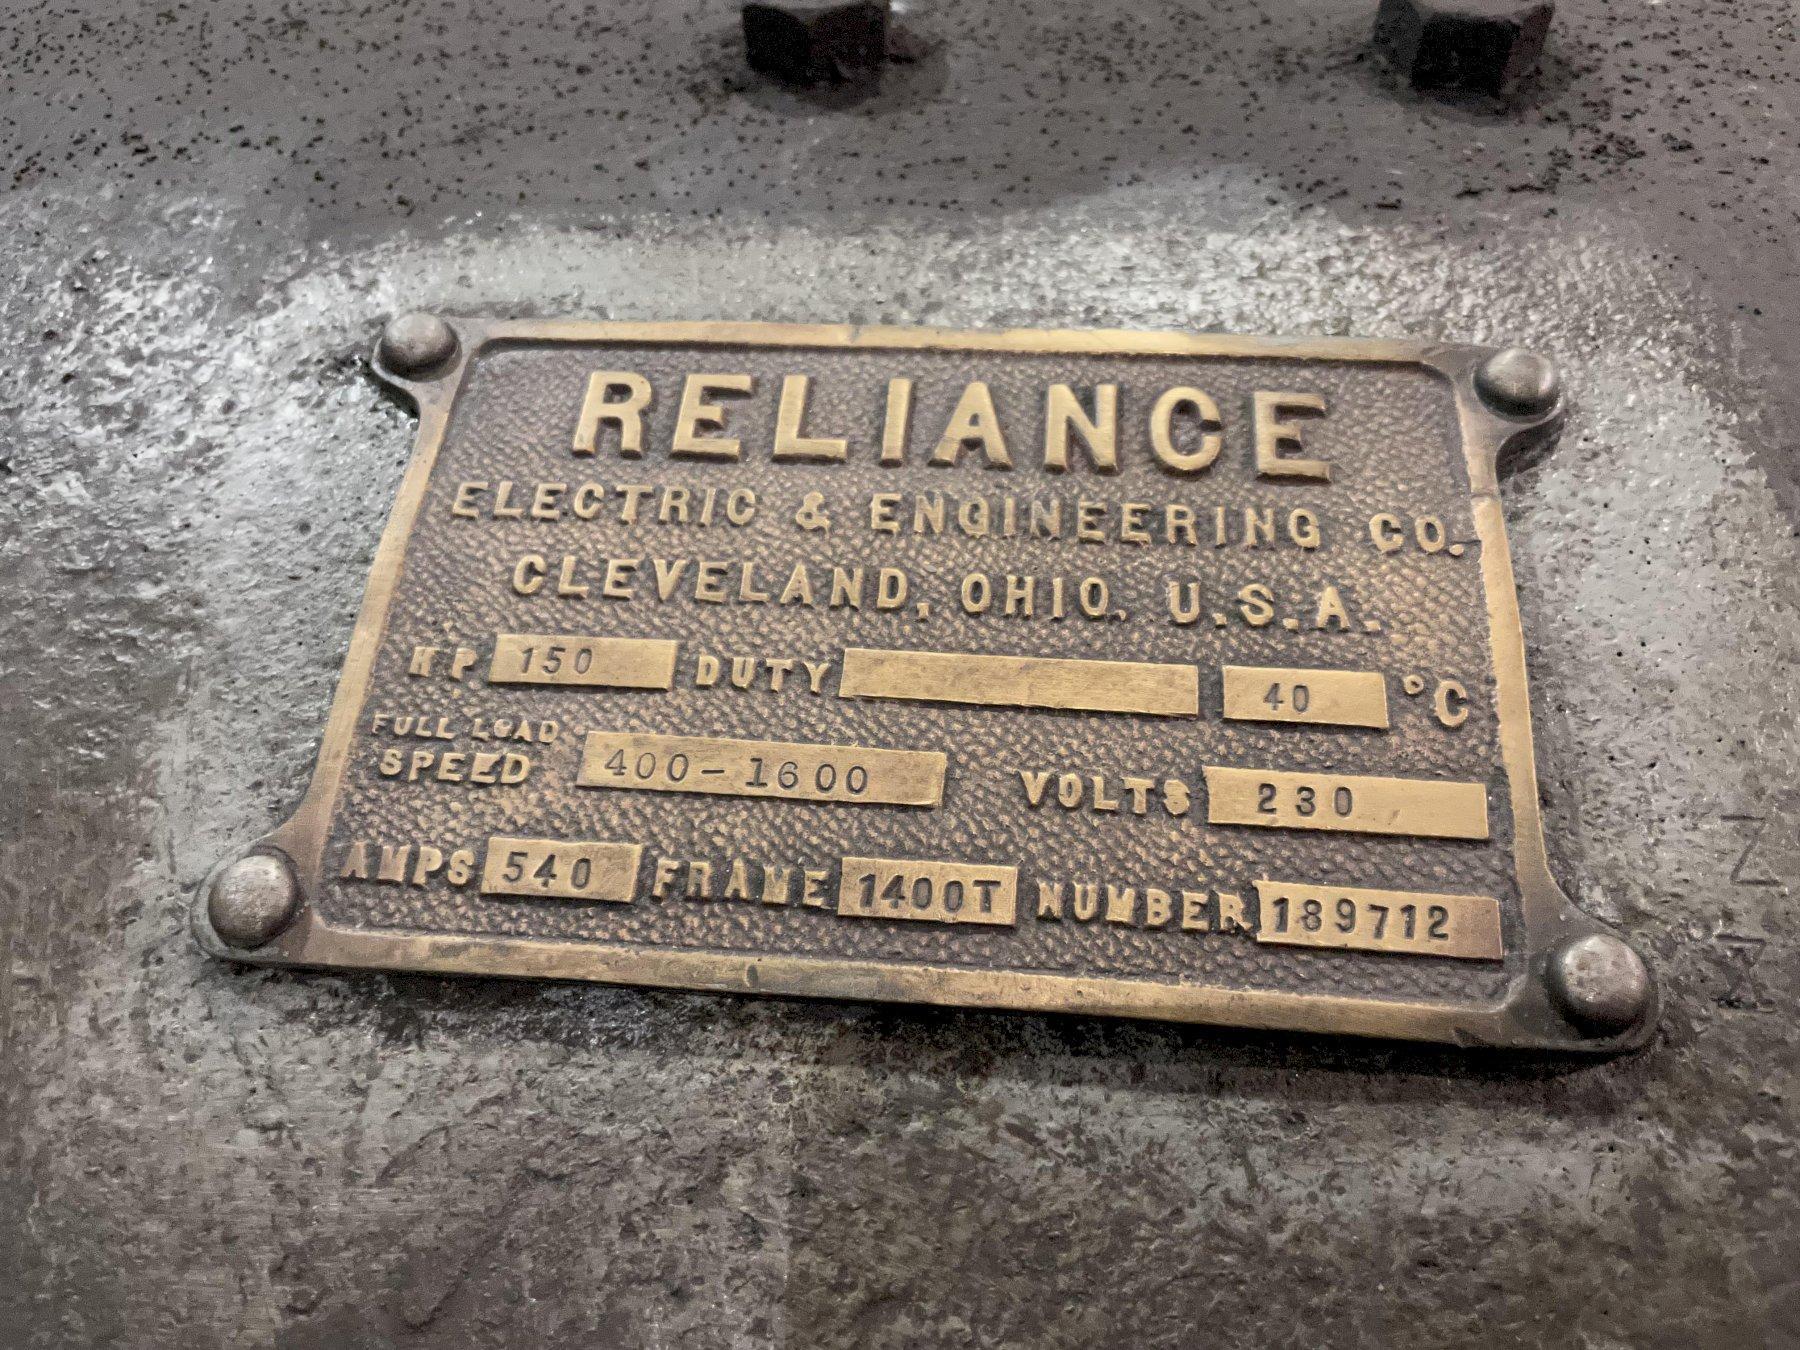 RELIANCE
ELECTRIC & ENGINEERING CO.
CLEVELAND, OHIO. U.S.A.
HP 150 DUTY 40 °C
FULL LOAD
SPEED 400-1600 VOLTS 230
AMPS 540 FRAME 1400T NUMBER 189712